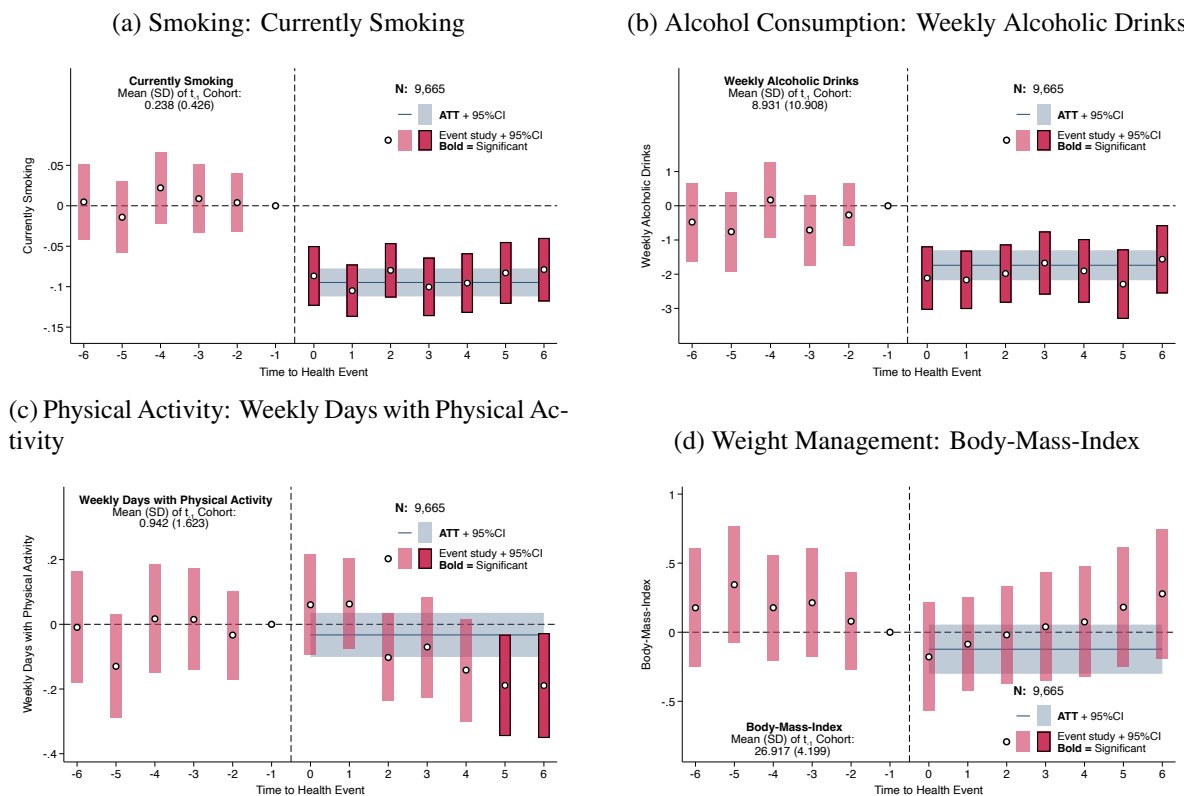 (a) Smoking: Currently Smoking
Currently Smoking
Mean (SD) of t-1 Cohort:
0.238 (0.426)
N: 9,665
ATT + 95%CI
Event study + 95%CI
Bold = Significant
Currently Smoking
.05
0
-.05
-.1
-.15
-6 -5 -4 -3 -2 -1 0 1 2 3 4 5 6
Time to Health Event
(b) Alcohol Consumption: Weekly Alcoholic Drinks
Weekly Alcoholic Drinks
Mean (SD) of t-1 Cohort:
8.931 (10.908)
N: 9,665
ATT + 95%CI
Event study + 95%CI
Bold = Significant
Weekly Alcoholic Drinks
1
0
-1
-2
-3
-6 -5 -4 -3 -2 -1 0 1 2 3 4 5 6
Time to Health Event
(c) Physical Activity: Weekly Days with Physical Ac-
tivity
Weekly Days with Physical Activity
Mean (SD) of t-1 Cohort:
0.942 (1.623)
N: 9,665
ATT + 95%CI
Event study + 95%CI
Bold = Significant
Weekly Days with Physical Activity
.2
0
-.2
-.4
-6 -5 -4 -3 -2 -1 0 1 2 3 4 5 6
Time to Health Event
(d) Weight Management: Body-Mass-Index
1
.5
0
-.5
Body-Mass-Index
N: 9,665
ATT + 95%CI
Event study + 95%CI
Bold = Significant
Body-Mass-Index
Mean (SD) of t-1 Cohort:
26.917 (4.199)
-6 -5 -4 -3 -2 -1 0 1 2 3 4 5 6
Time to Health Event